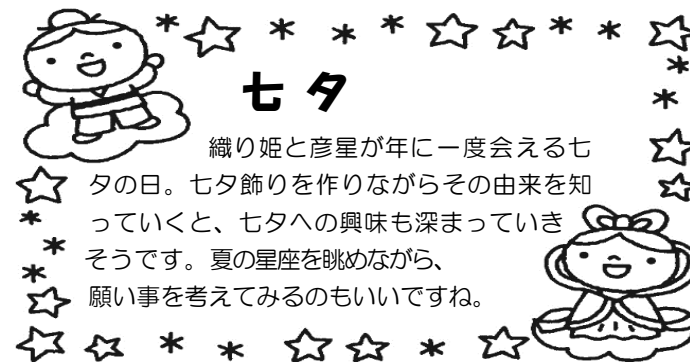 七夕
織り姫と彦星が年に一度会える七
夕の日。七夕飾りを作りながらその由来を知
っていくと、七夕への興味も深まっていき
そうです。夏の星座を眺めながら、
願い事を考えてみるのもいいですね。